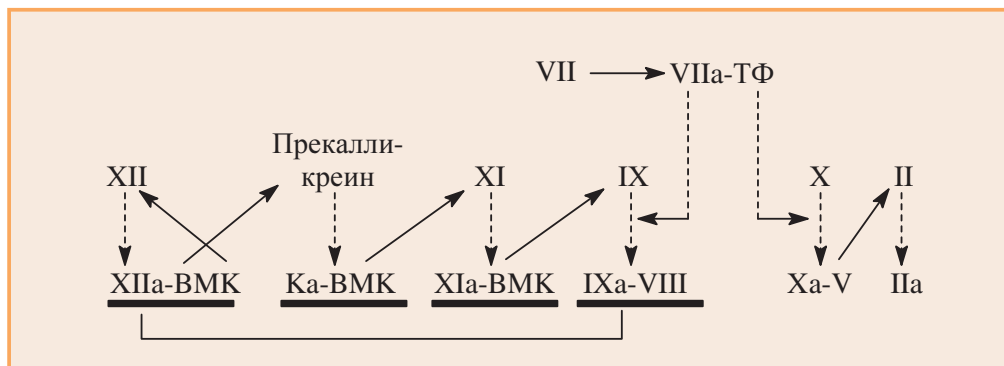 VII VIIa-ТФ
Прекалли-
креин
XII XI IX X II
XIIa-ВМК Ka-ВМК XIa-ВМК IXa-VIII Xa-V IIa